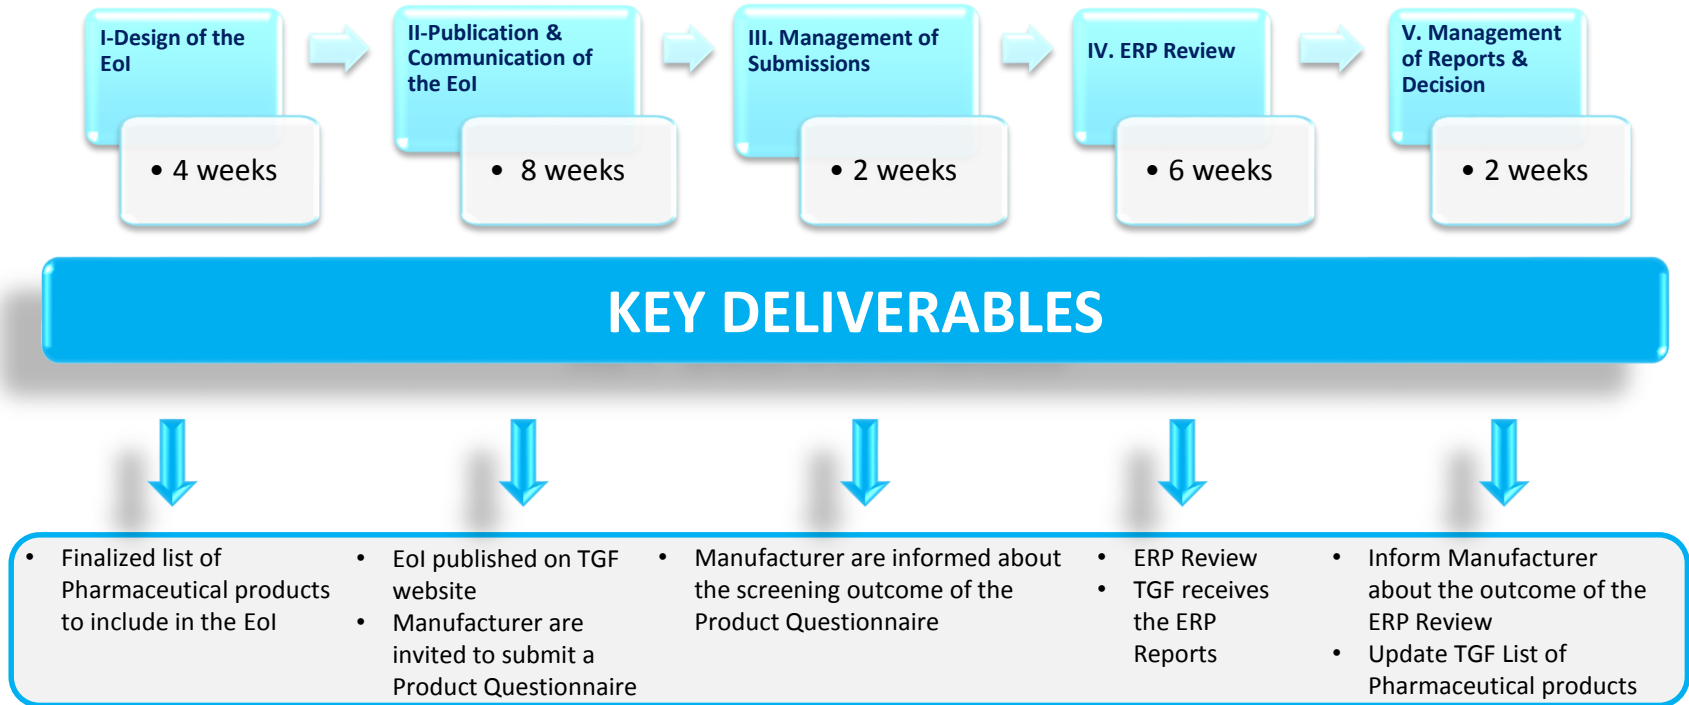 I-Design of the
EoI
• 4 weeks
II-Publication &
Communication of
the EoI
• 8 weeks
III. Management of
Submissions
• 2 weeks
IV. ERP Review
• 6 weeks
V. Management
of Reports &
Decision
• 2 weeks
KEY DELIVERABLES
• Finalized list of
Pharmaceutical products
to include in the EoI
• EoI published on TGF
website
• Manufacturer are
invited to submit a
Product Questionnaire
• Manufacturer are informed about
the screening outcome of the
Product Questionnaire
• ERP Review
• TGF receives
the ERP
Reports
• Inform Manufacturer
about the outcome of the
ERP Review
• Update TGF List of
Pharmaceutical products